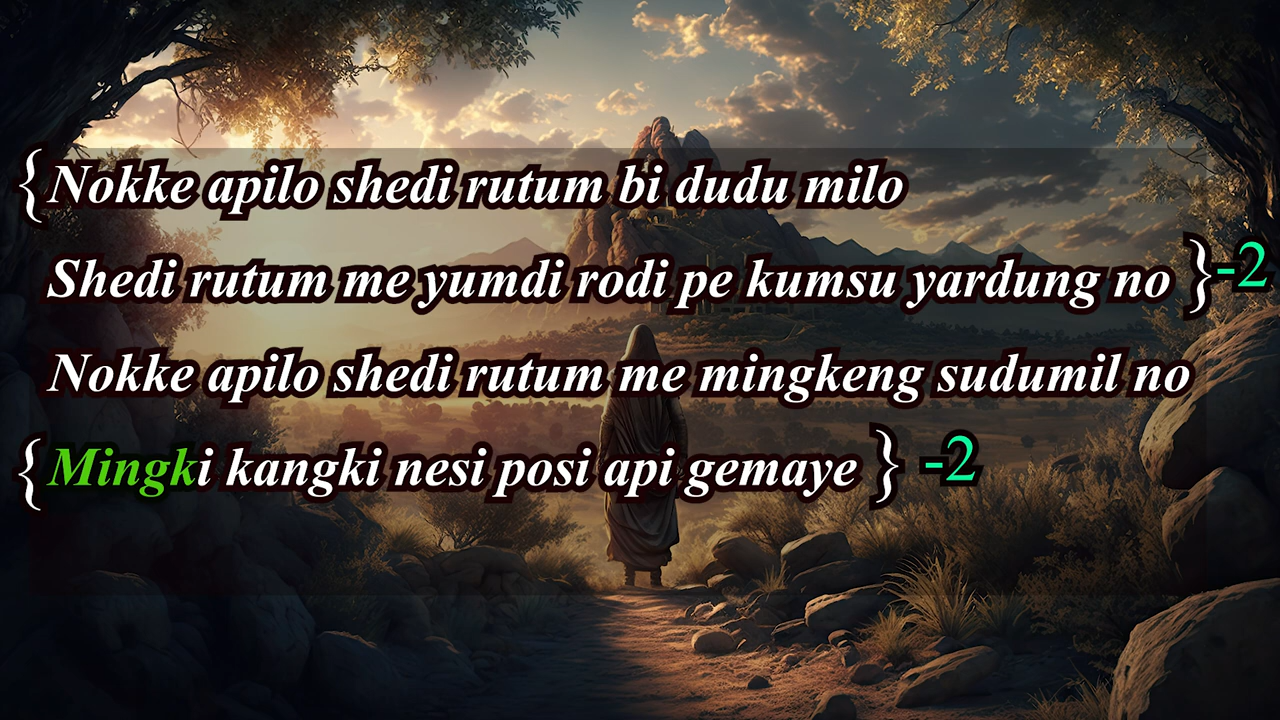 {Nokke apilo shedi rutum bi dudu milo
Shedi rutum me yumdi rodi pe kumsu yardung no }-2
Nokke apilo shedi rutum me mingkeng sudumil no
{Mingki kangki nesi posi api gemaye } -2